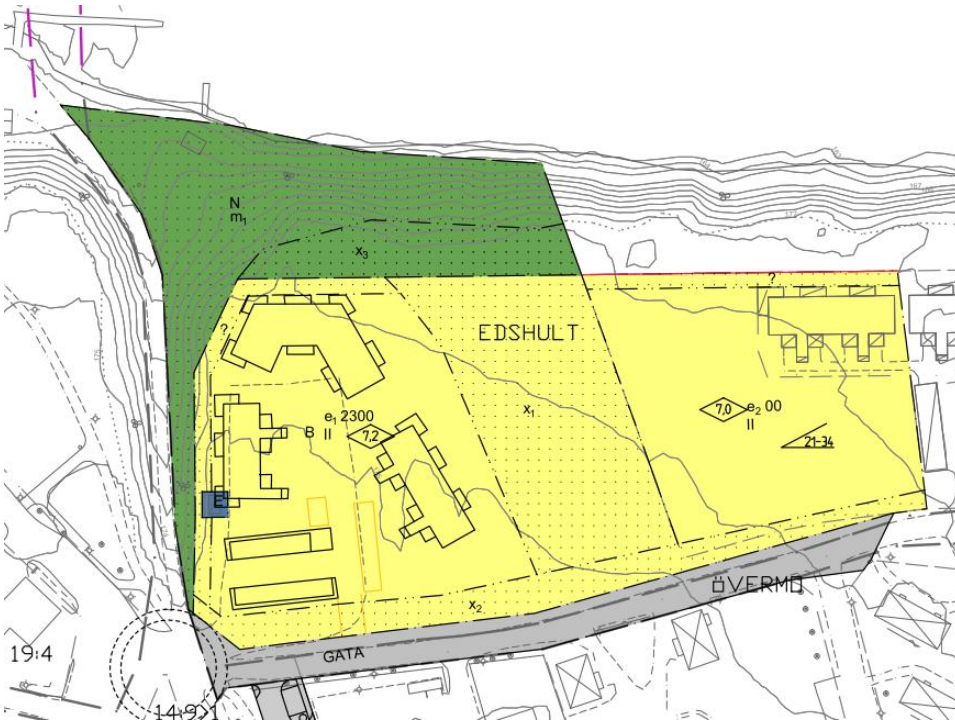 N
m₁
x₃
?
?
EDSHULT
e₁ 2300
B II
7,2
x₁
7,0
e₂ 00
II
21-34
E
x₂
ÖVERMO
GATA
19:4
14:9>1